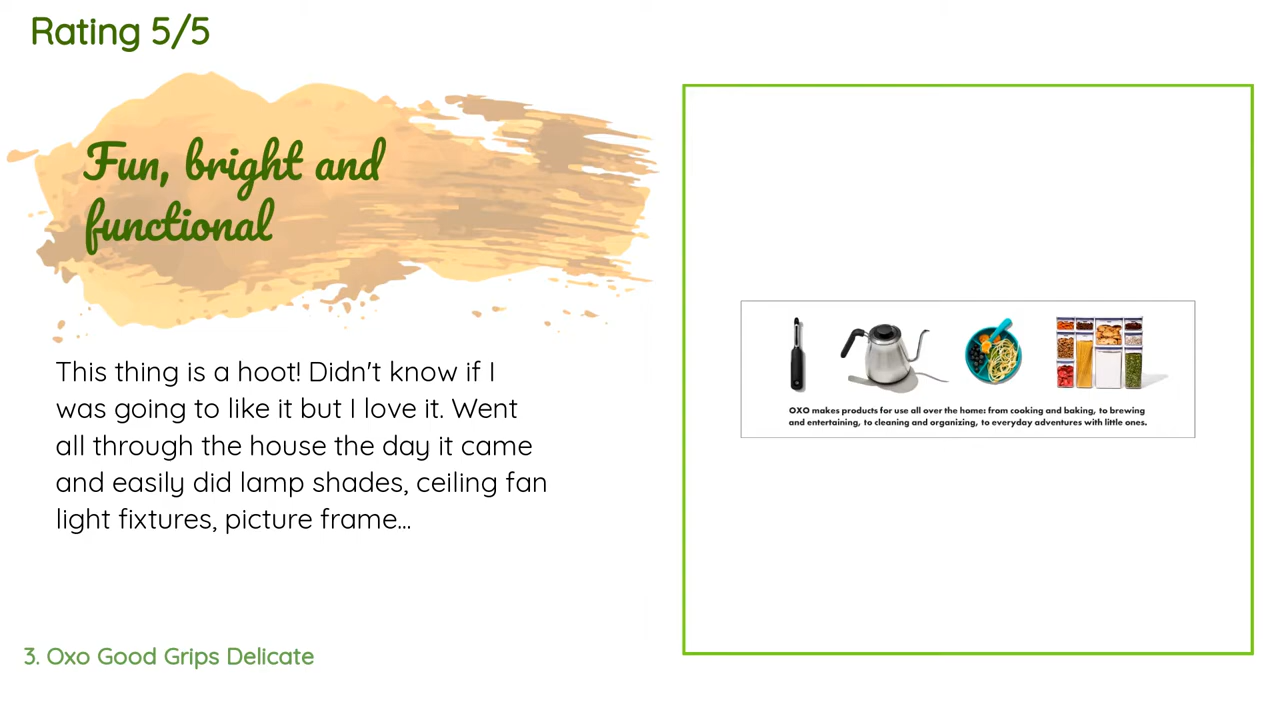 Rating 5/5
Fun, bright and
functional
This thing is a hoot! Didn't know if I
was going to like it but I love it. Went
all through the house the day it came
and easily did lamp shades, ceiling fan
light fixtures, picture frame...
3. Oxo Good Grips Delicate
OXO makes products for use all over the home: from cooking and baking, to brewing
and entertaining, to cleaning and organizing, to everyday adventures with little ones.